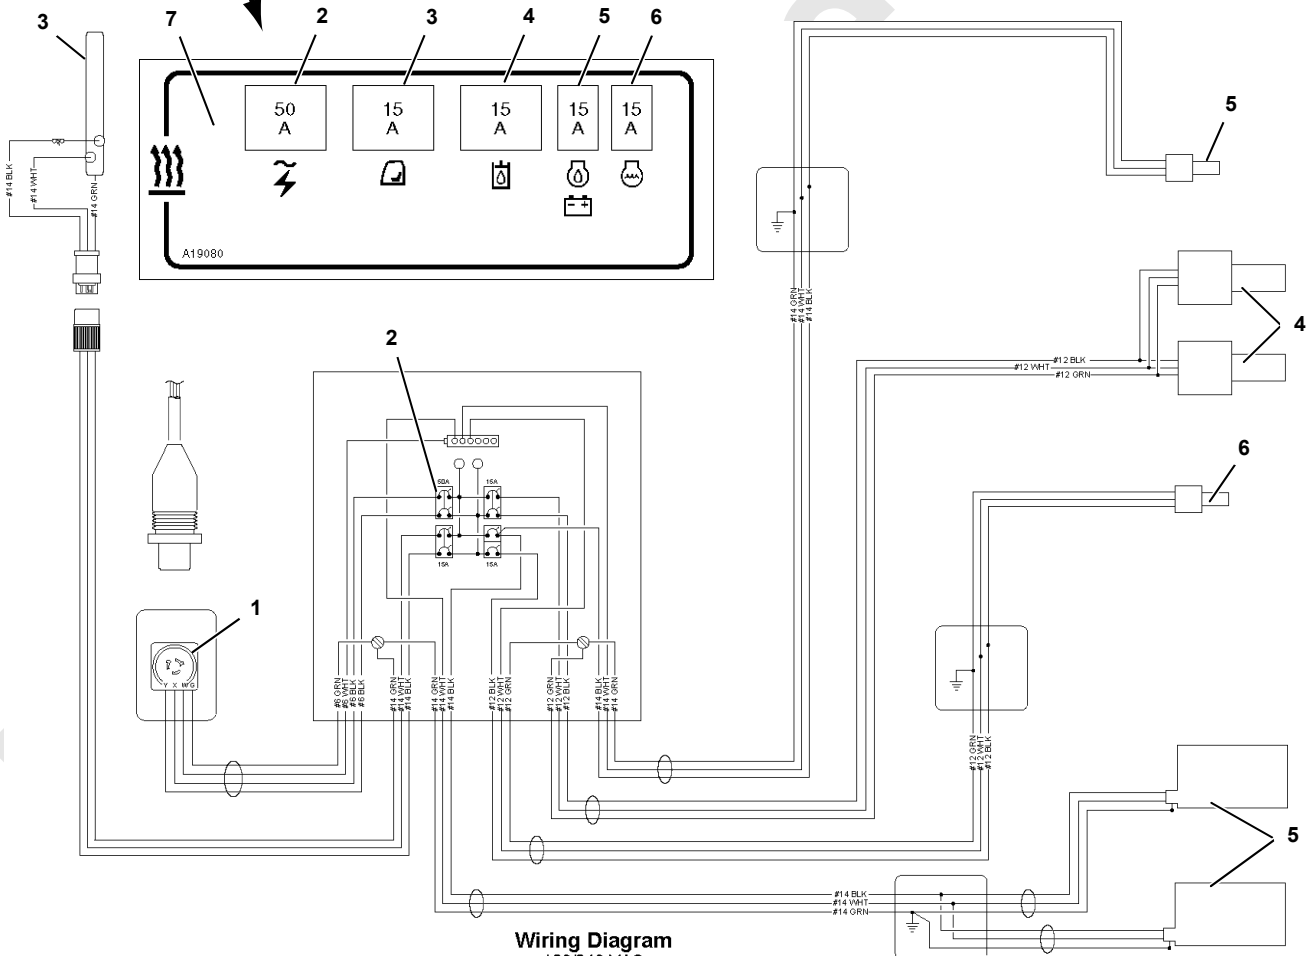 3
7
2
3
4
5
6
50 A
15 A
15 A
15 A
15 A
A19080
#14 BLK
#14 WHT
#14 GRN
5
#14 GRN
#14 WHT
#14 BLK
4
#12 BLK
#12 WHT
#12 GRN
2
50A
15A
15A
15A
6
1
Y X W G
#6 GRN
#6 WHT
#6 BLK
#6 BLK
#14 GRN
#14 WHT
#14 BLK
#14 GRN
#14 WHT
#14 BLK
#12 BLK
#12 WHT
#12 GRN
#12 GRN
#12 WHT
#12 BLK
#14 BLK
#14 WHT
#14 GRN
#12 GRN
#12 WHT
#12 BLK
5
#14 BLK
#14 WHT
#14 GRN
Wiring Diagram